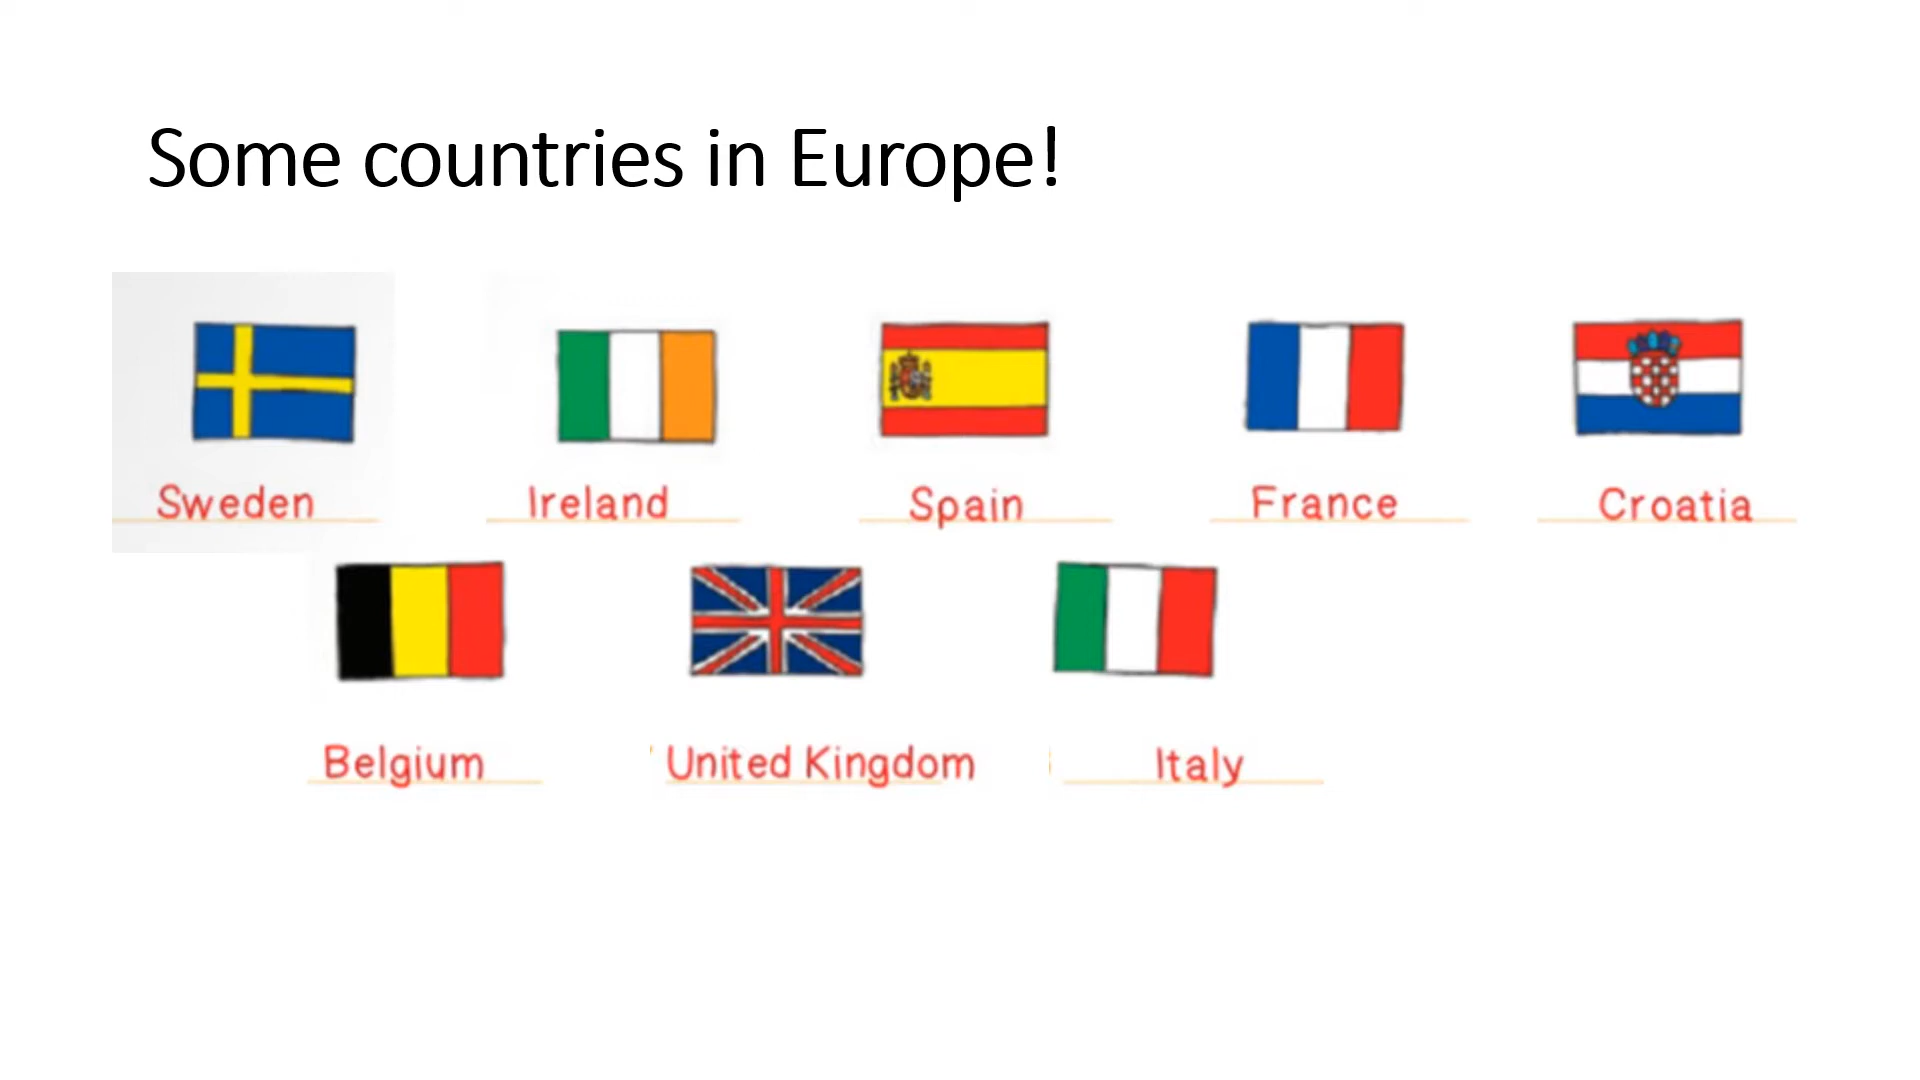 Some countries in Europe!
Sweden
Ireland
Spain
France
Croatia
Belgium
United Kingdom
Italy